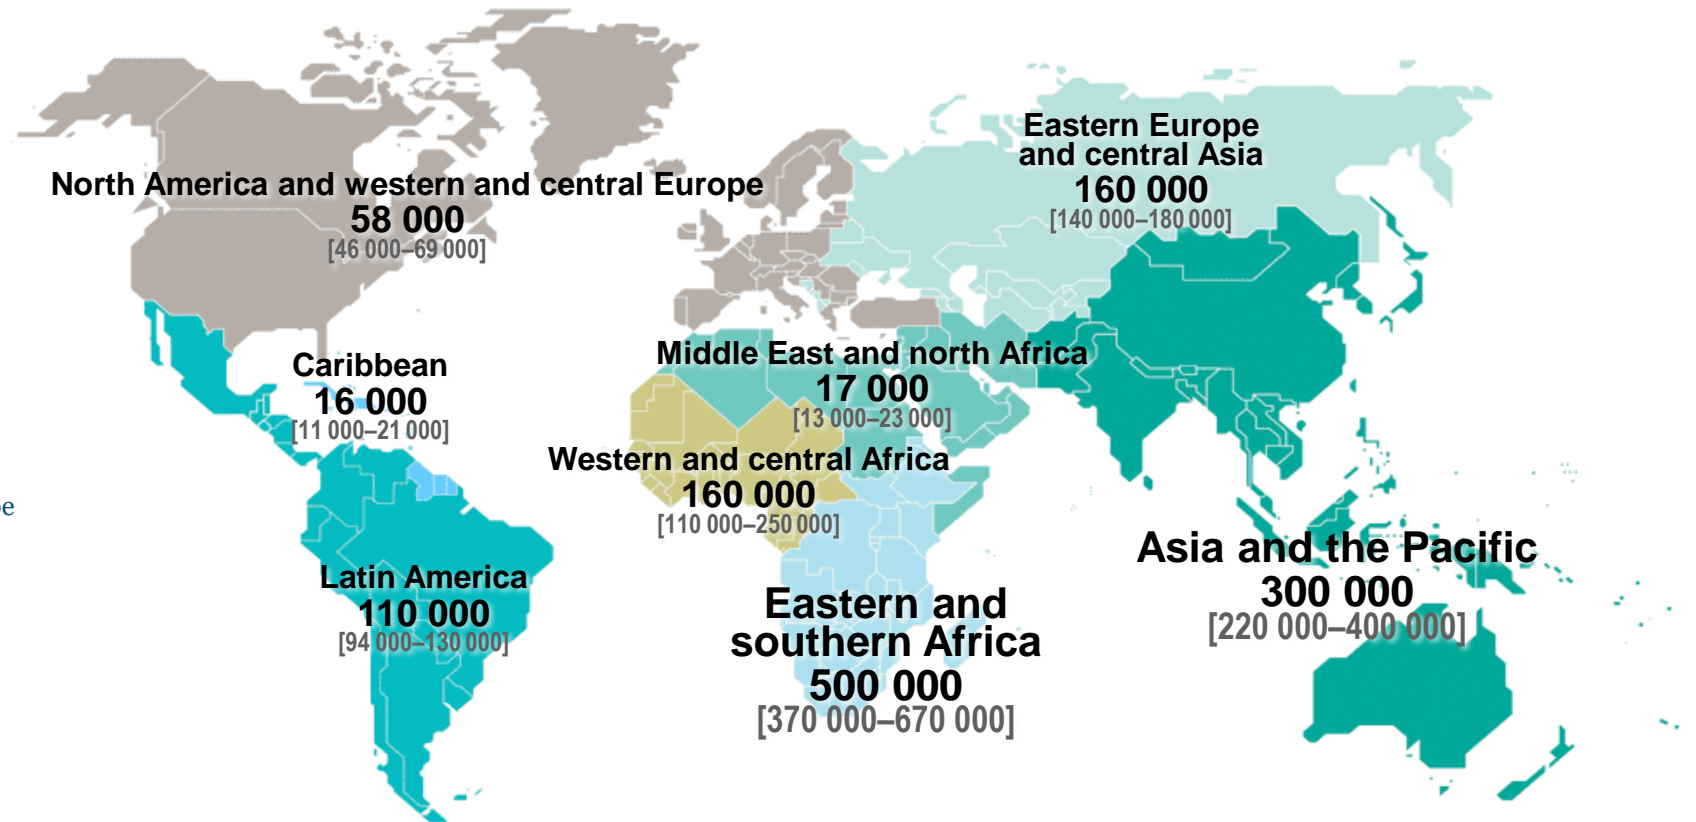 North America and western and central Europe
58 000
[46 000–69 000]
Eastern Europe
and central Asia
160 000
[140 000–180 000]
Caribbean
16 000
[11 000–21 000]
Middle East and north Africa
17 000
[13 000–23 000]
Western and central Africa
160 000
[110 000–250 000]
Latin America
110 000
[94 000–130 000]
Eastern and
southern Africa
500 000
[370 000–670 000]
Asia and the Pacific
300 000
[220 000–400 000]